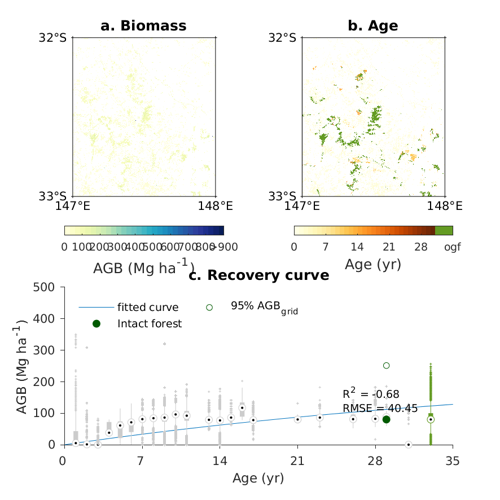 a. Biomass
b. Age
32°S
32°S
33°S
33°S
147°E
148°E
147°E
148°E
0 100 200 300 400 500 600 700 800 >900
0 7 14 21 28 ogf
AGB (Mg ha-1)
Age (yr)
c. Recovery curve
500
400
300
200
100
0
AGB (Mg ha-1)
fitted curve
95% AGBgrid
Intact forest
R2 = -0.68
RMSE = 40.45
0 7 14 21 28 35
Age (yr)